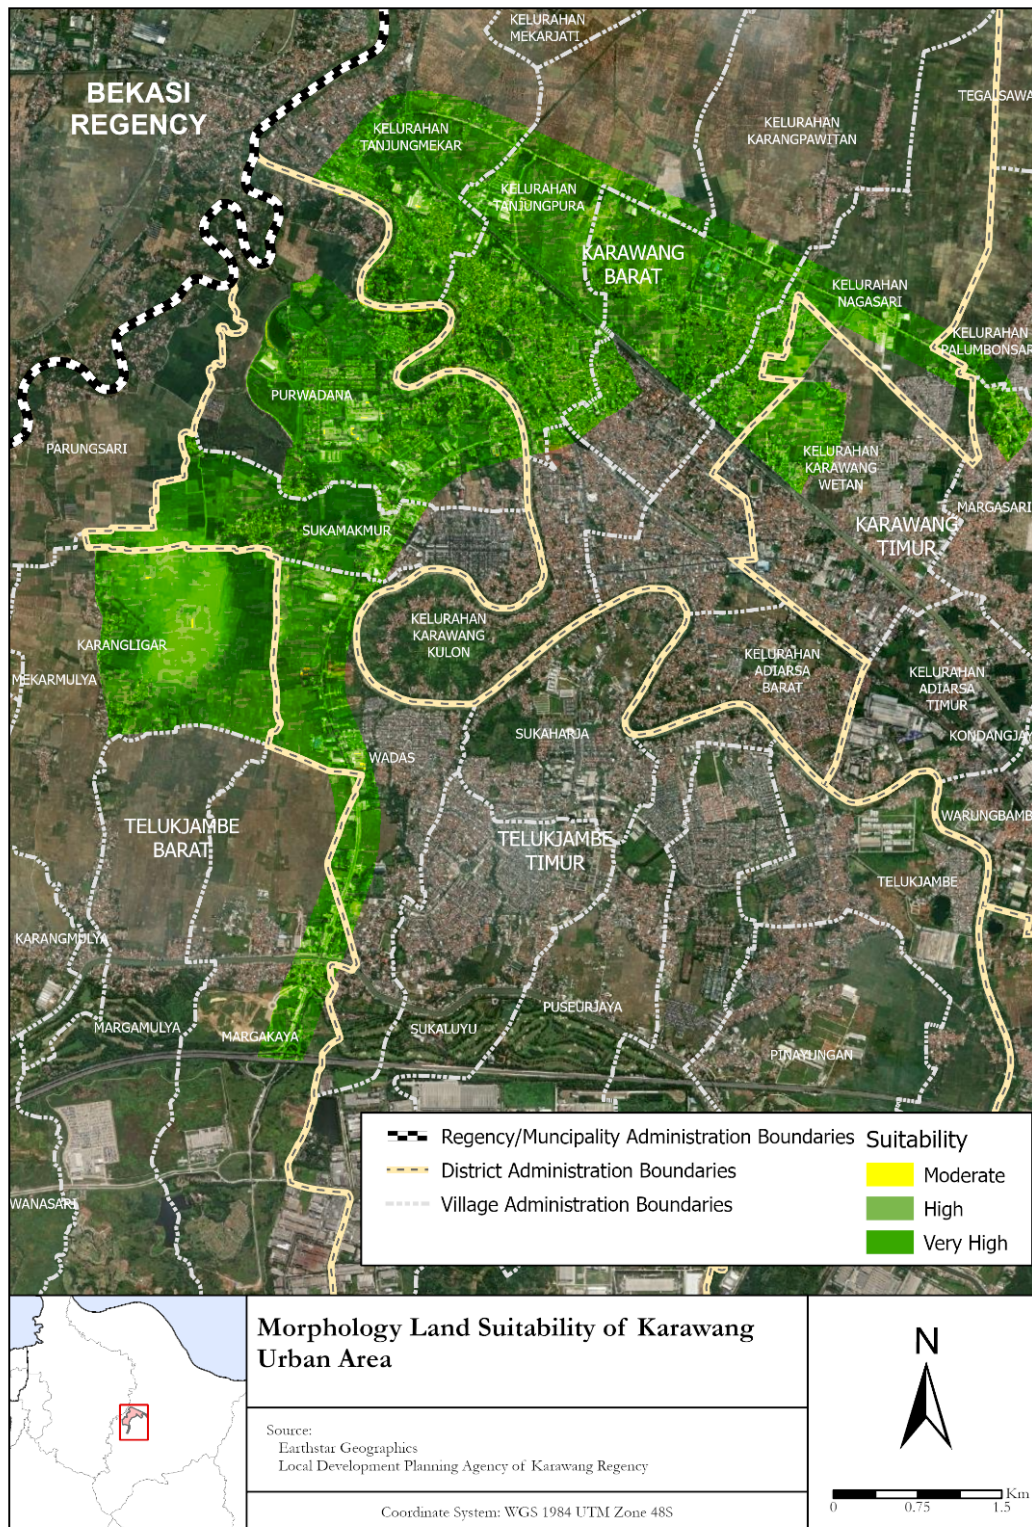 KELURAHAN
MEKARJATI
BEKASI
REGENCY
TEGALSAWA
KELURAHAN
TANJUNGMEKAR
KELURAHAN
KARANGPAWITAN
KELURAHAN
TANJUNGPURA
KARAWANG
BARAT
KELURAHAN
NAGASARI
KELURAHAN
PALUMBONSAR
PURWADANA
PARUNGSARI
KELURAHAN
KARAWANG
WETAN
MARGASARI
KARAWANG
TIMUR
SUKAMAKMUR
KELURAHAN
KARAWANG
KULON
KARANGLIGAR
MEKARMULYA
KELURAHAN
ADIARSA
BARAT
KELURAHAN
ADIARSA
TIMUR
SUKAHARJA
KONDANGJAY
WADAS
TELUKJAMBE
BARAT
TELUKJAMBE
TIMUR
WARUNGBAMB
TELUKJAMBE
KARANGMULYA
MARGAMULYA
MARGAKAYA
SUKALUYU
PUSEURJAYA
PINAYUNGAN
WANASARI
Regency/Muncipality Administration Boundaries
District Administration Boundaries
Village Administration Boundaries
Suitability
Moderate
High
Very High
Morphology Land Suitability of Karawang
Urban Area
Source:
Earthstar Geographics
Local Development Planning Agency of Karawang Regency
Coordinate System: WGS 1984 UTM Zone 48S
N
Km
0 0.75 1.5